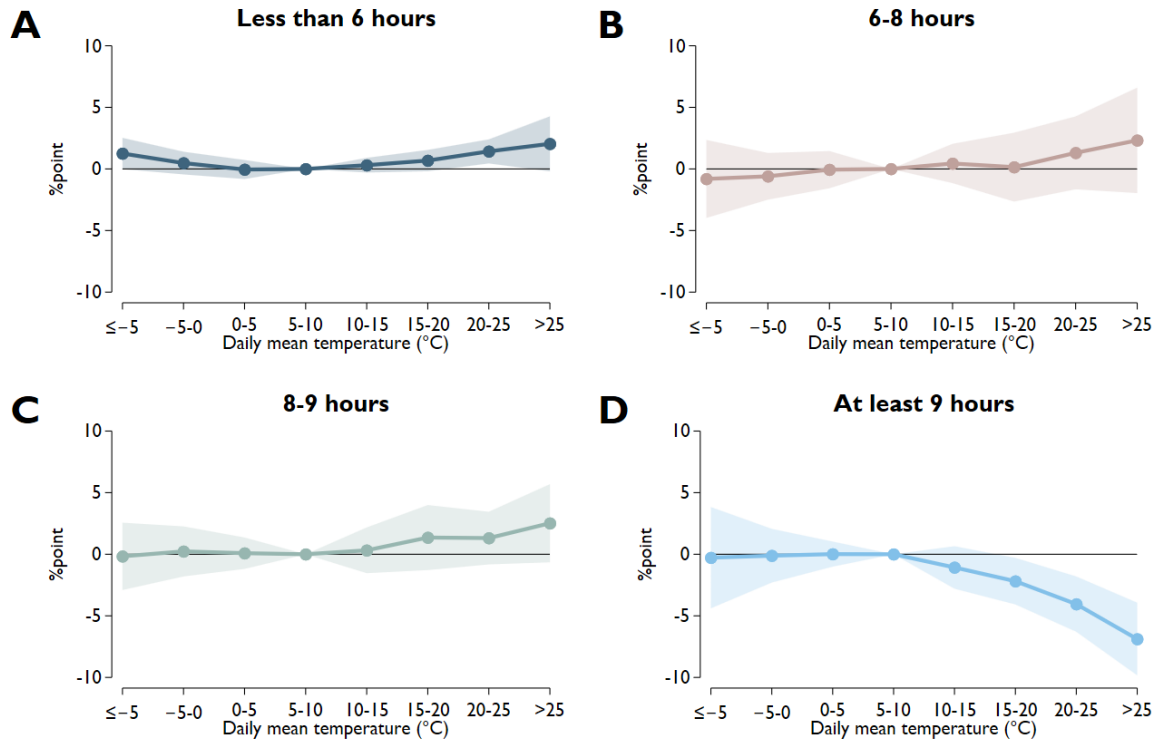 A Less than 6 hours
10
5
0
-5
-10
%point
≤−5 −5-0 0-5 5-10 10-15 15-20 20-25 >25
Daily mean temperature (°C)
B 6-8 hours
10
5
0
-5
-10
%point
≤−5 −5-0 0-5 5-10 10-15 15-20 20-25 >25
Daily mean temperature (°C)
C 8-9 hours
10
5
0
-5
-10
%point
≤−5 −5-0 0-5 5-10 10-15 15-20 20-25 >25
Daily mean temperature (°C)
D At least 9 hours
10
5
0
-5
-10
%point
≤−5 −5-0 0-5 5-10 10-15 15-20 20-25 >25
Daily mean temperature (°C)